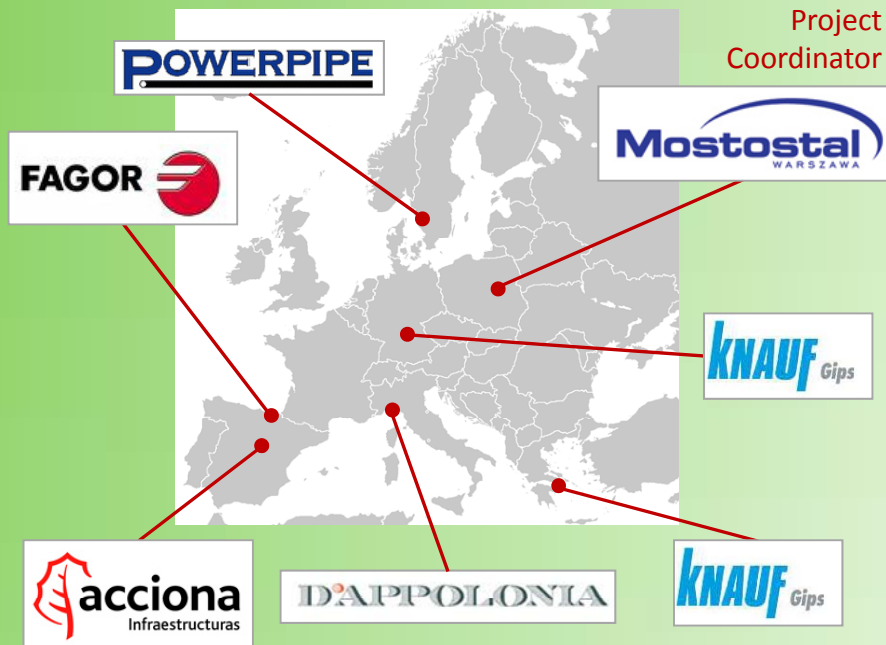 Project
Coordinator
POWERPIPE
Mostostal
WARSZAWA
FAGOR
KNAUF Gips
acciona
Infraestructuras
D'APPOLONIA
KNAUF Gips